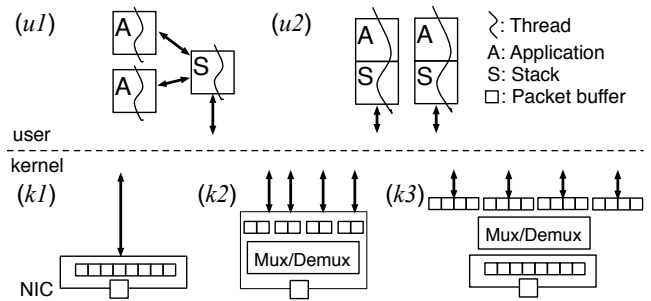 (u1)
A
A
S
(u2)
A
S
A
S
: Thread
A: Application
S: Stack
: Packet buffer
user
kernel
(k1)
NIC
(k2)
Mux/Demux
(k3)
Mux/Demux